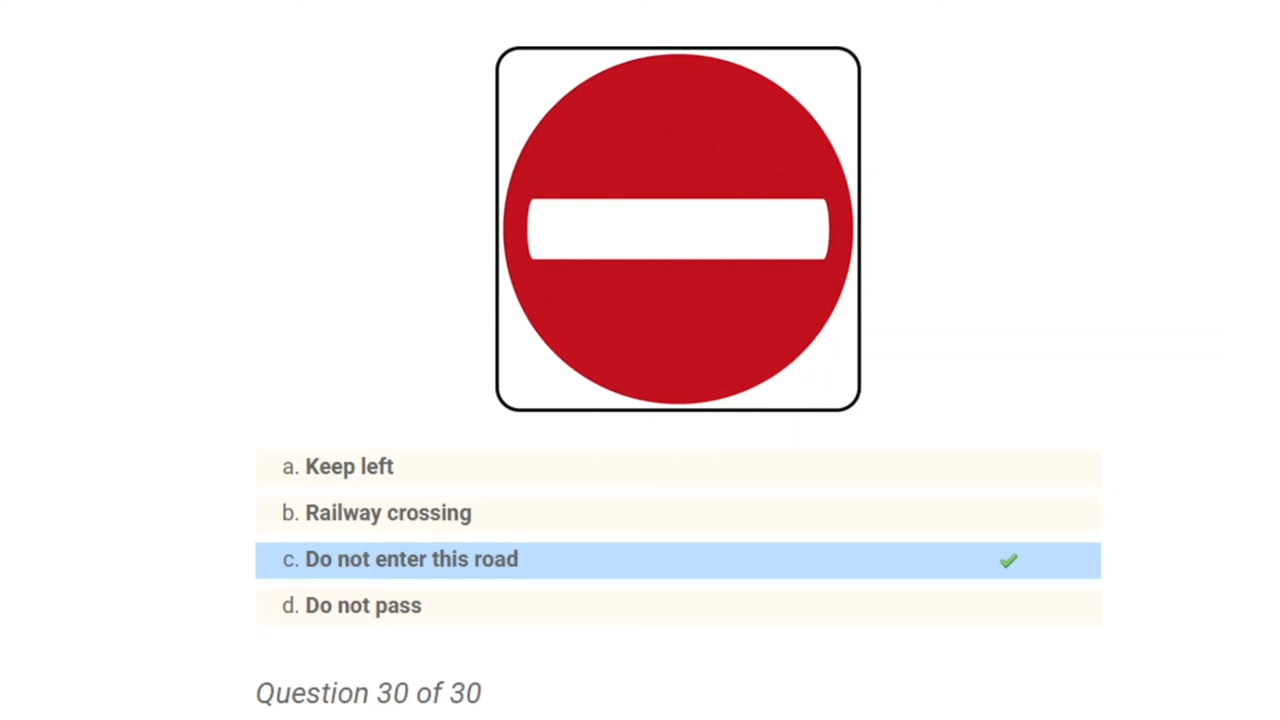 a. Keep left
b. Railway crossing
c. Do not enter this road
d. Do not pass
Question 30 of 30